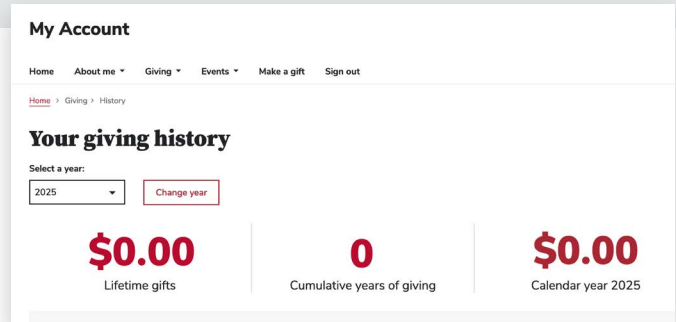 My Account
Home About me Giving Events Make a gift Sign out
Home > Giving > History
Your giving history
Select a year:
2025 Change year
$0.00 0 $0.00
Lifetime gifts Cumulative years of giving Calendar year 2025